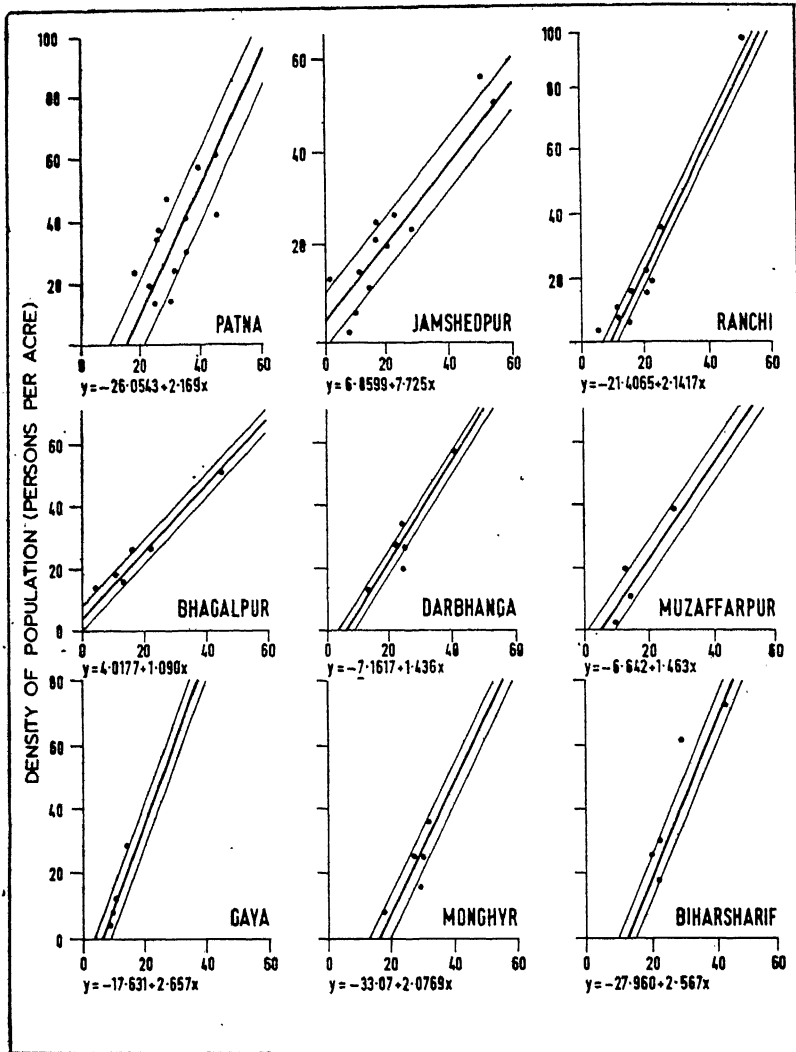 DENSITY OF POPULATION (PERSONS PER ACRE)
100
80
60
40
20
0
0 20 40 60
PATNA
y=-26·0543+2·169x
60
40
20
0
0 20 40 60
JAMSHEDPUR
y=6·8599+7·725x
100
80
60
40
20
0 20 40 60
RANCHI
y=-21·4065+2·1417x
60
40
20
0
0 20 40 60
BHAGALPUR
y=4·0177+1·090x
0 20 40 60
DARBHANGA
y=-7·1617+1·436x
0 20 40 60
MUZAFFARPUR
y=-6·642+1·463x
80
60
40
20
0
0 20 40 60
GAYA
y=-17·631+2·657x
0 20 40 60
MONGHYR
y=-33·07+2·0769x
0 20 40 60
BIHARSHARIF
y=-27·960+2·567x